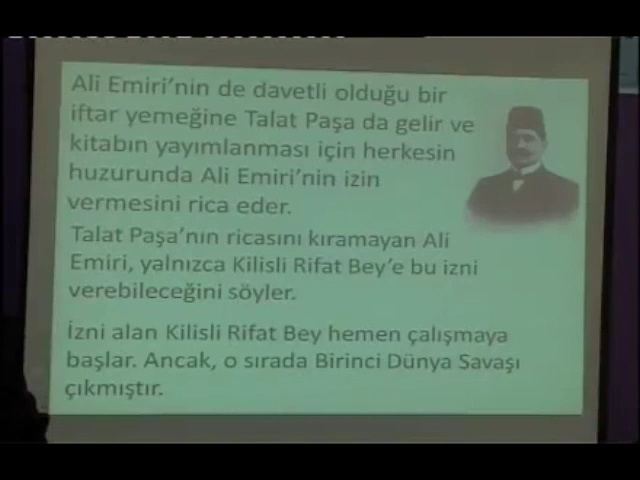 Ali Emiri'nin de davetli olduğu bir
iftar yemeğine Talat Paşa da gelir ve
kitabın yayımlanması için herkesin
huzurunda Ali Emiri'nin izin
vermesini rica eder.
Talat Paşa'nın ricasını kıramayan Ali
Emiri, yalnızca Kilisli Rifat Bey'e bu izni
verebileceğini söyler.
İzni alan Kilisli Rifat Bey hemen çalışmaya
başlar. Ancak, o sırada Birinci Dünya Savaşı
çıkmıştır.